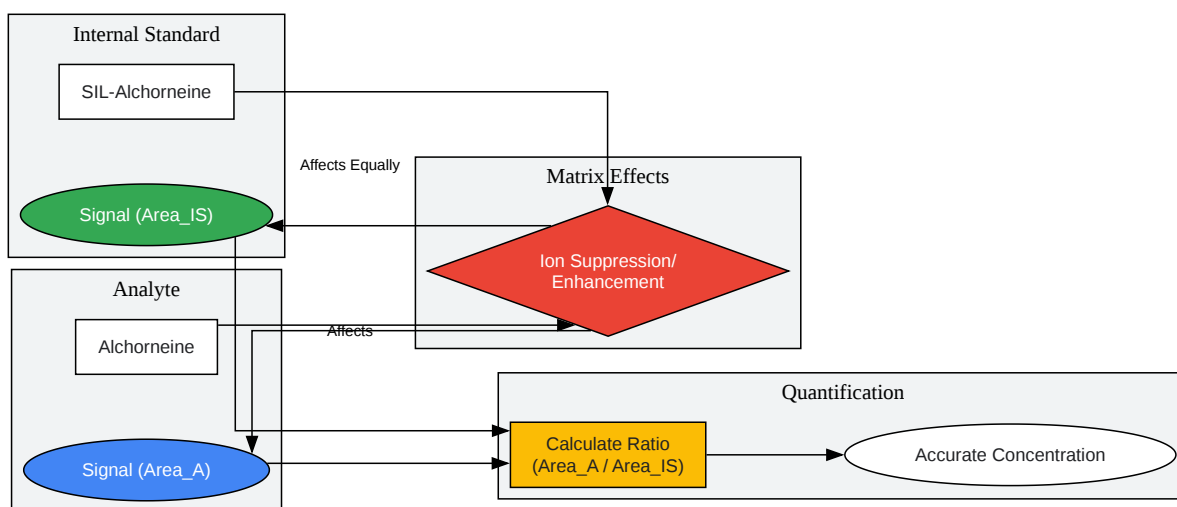 Internal Standard
SIL-Alchorneine
Affects Equally
Matrix Effects
Signal (Area_IS)
Ion Suppression/
Enhancement
Analyte
Alchorneine
Affects
Quantification
Signal (Area_A)
Calculate Ratio
(Area_A / Area_IS)
Accurate Concentration